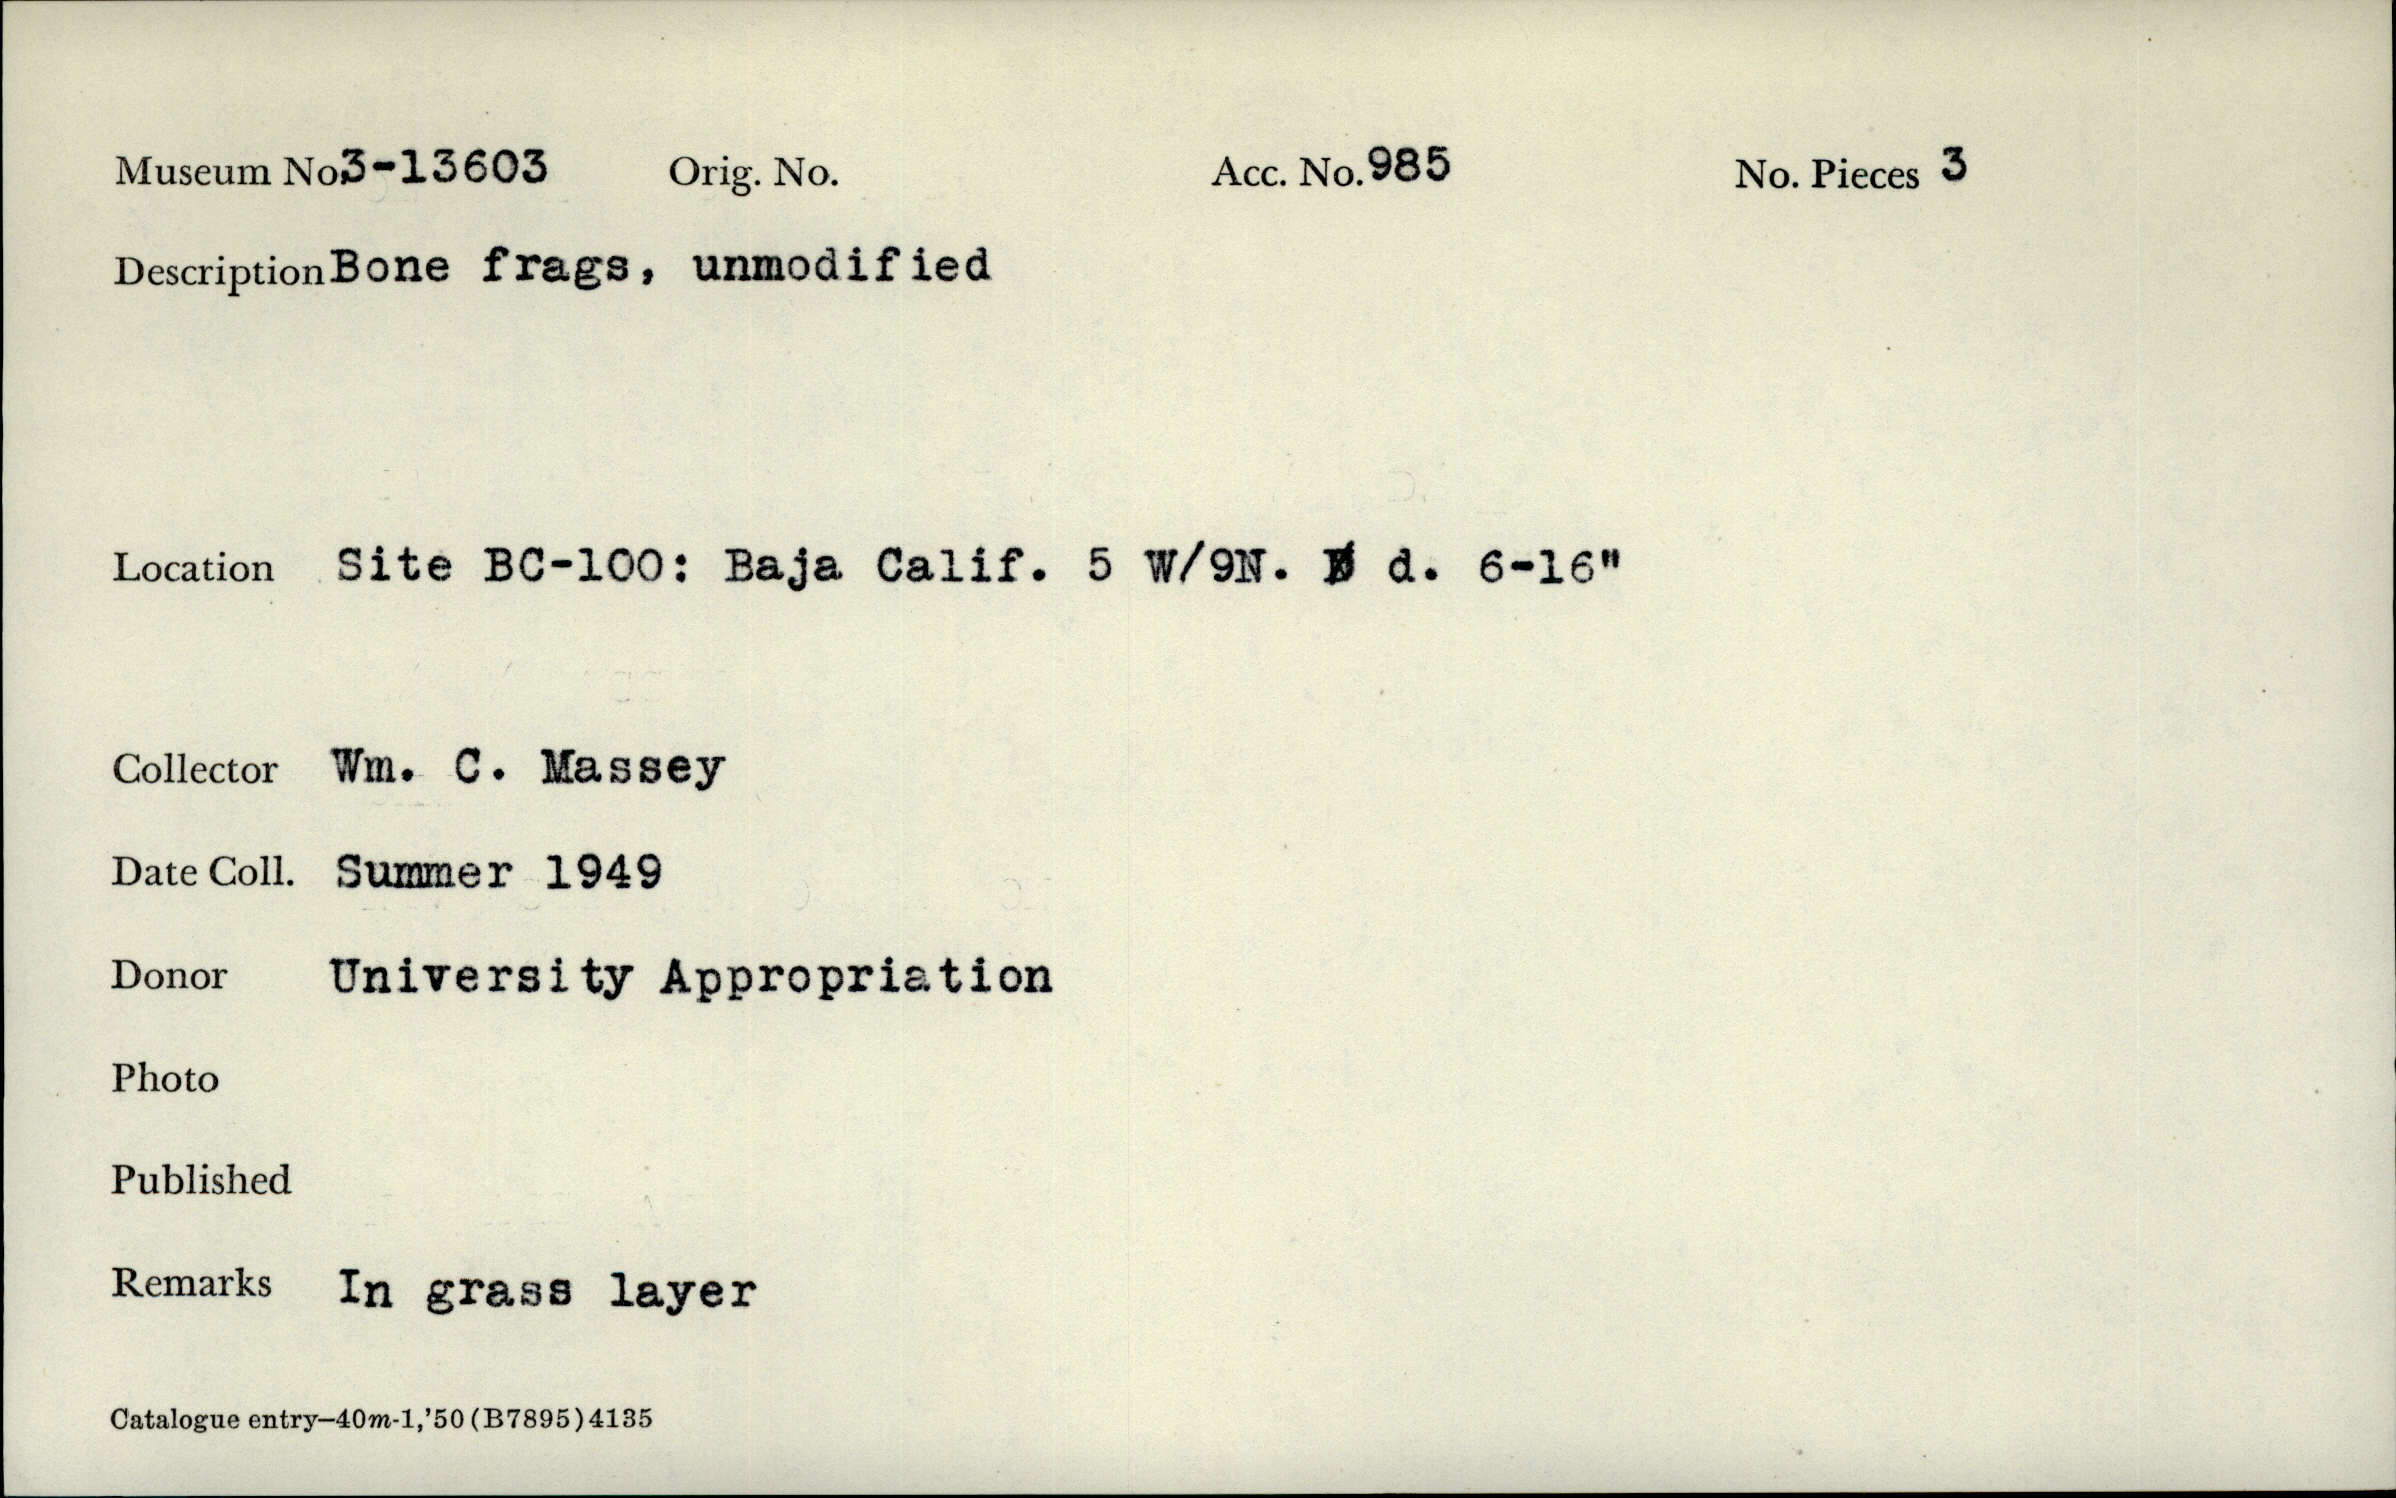 Museum No. 3-13603 Orig. No. Acc. No. 985 No. Pieces 3
Description Bone frags, unmodified
Location Site BC-100: Baja Calif. 5 W/9N. d. 6-16"
Collector Wm. C. Massey
Date Coll. Summer 1949
Donor University Appropriation
Photo
Published
Remarks In grass layer
Catalogue entry—40m-1,'50 (B7895) 4135